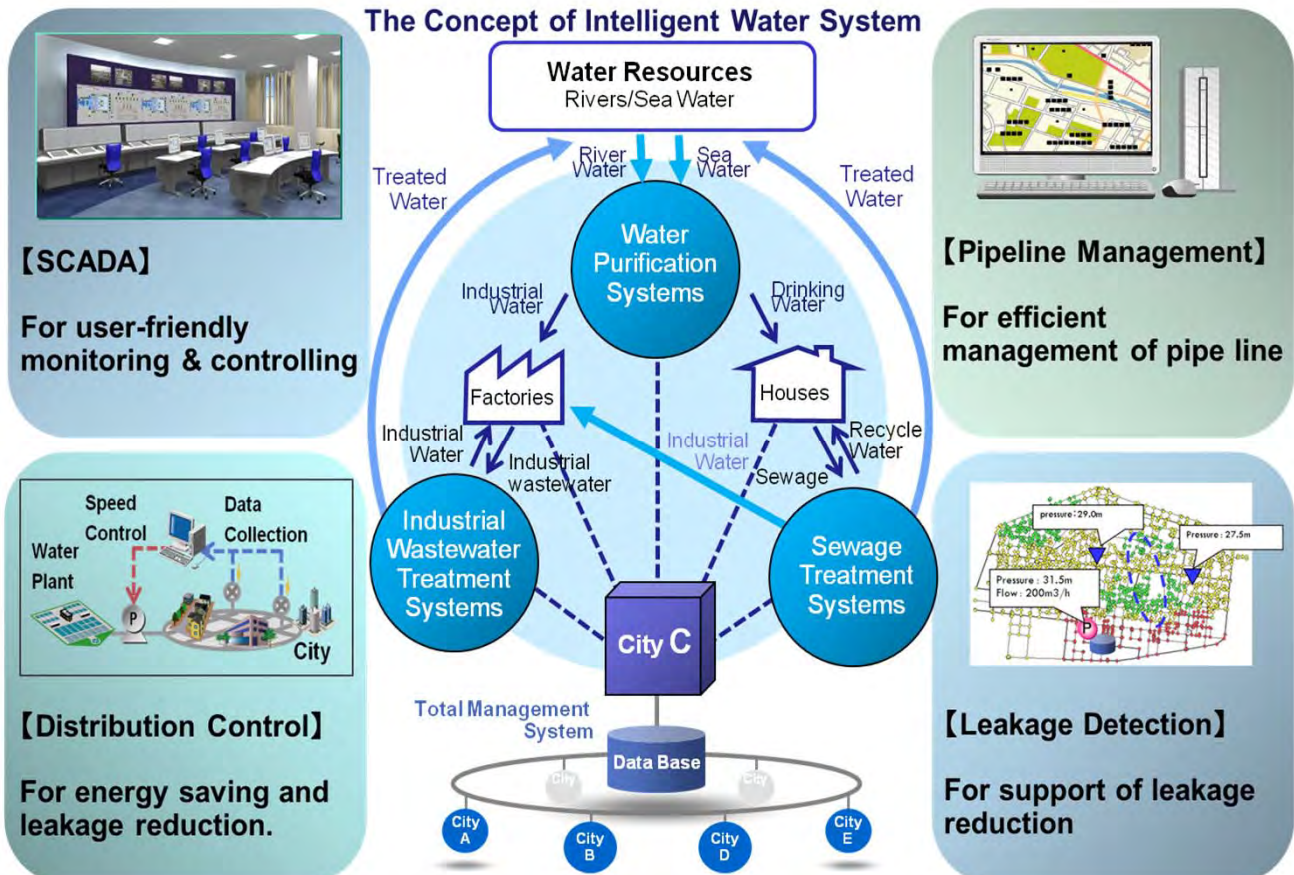 The Concept of Intelligent Water System
Water Resources
Rivers/Sea Water
River
Water
Sea
Water
Treated
Water
Treated
Water
Water
Purification
Systems
Industrial
Water
Drinking
Water
Factories
Houses
Industrial
Water
Industrial
wastewater
Industrial
Water
Sewage
Recycle
Water
Industrial
Wastewater
Treatment
Systems
Sewage
Treatment
Systems
City C
Total Management
System
Data Base
City
City
City
A
City
B
City
D
City
E
【SCADA】
For user-friendly
monitoring & controlling
【Pipeline Management】
For efficient
management of pipe line
Speed
Control
Data
Collection
Water
Plant
P
City
【Distribution Control】
For energy saving and
leakage reduction.
pressure:29.0m
Pressure : 27.5m
Pressure : 31.5m
Flow : 200m3/h
P
【Leakage Detection】
For support of leakage
reduction